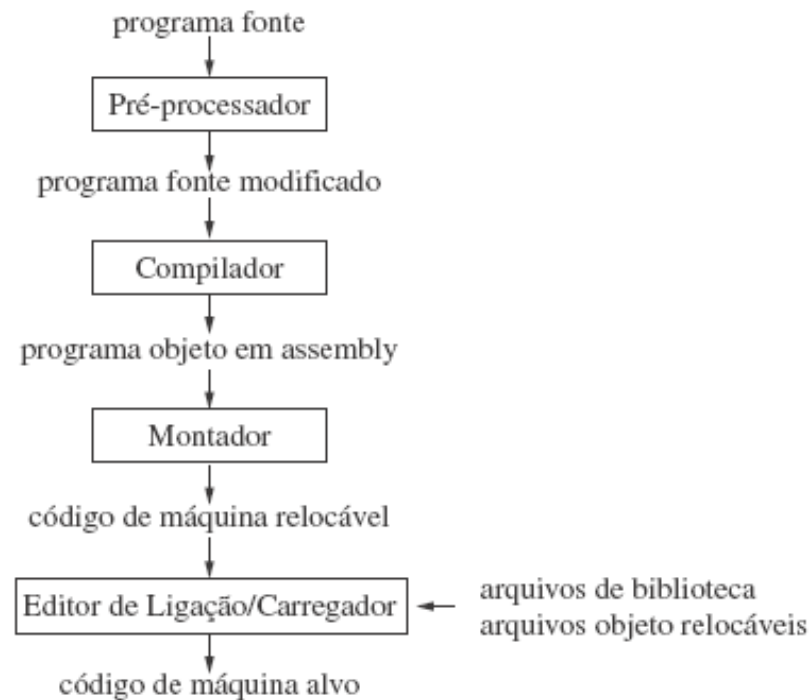 programa fonte
Pré-processador
programa fonte modificado
Compilador
programa objeto em assembly
Montador
código de máquina relocável
Editor de Ligação/Carregador
arquivos de biblioteca
arquivos objeto relocáveis
código de máquina alvo